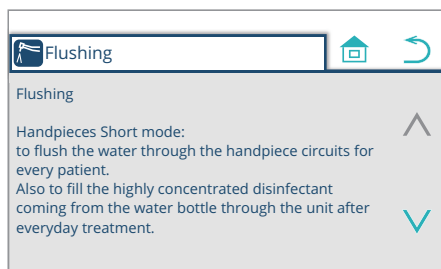 Flushing
Flushing
Handpieces Short mode:
to flush the water through the handpiece circuits for
every patient.
Also to fill the highly concentrated disinfectant
coming from the water bottle through the unit after
everyday treatment.